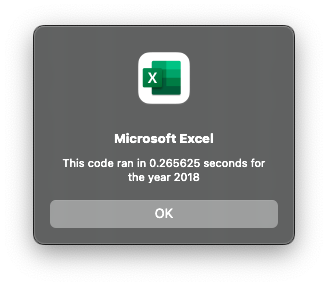 X
Microsoft Excel
This code ran in 0.265625 seconds for
the year 2018
OK